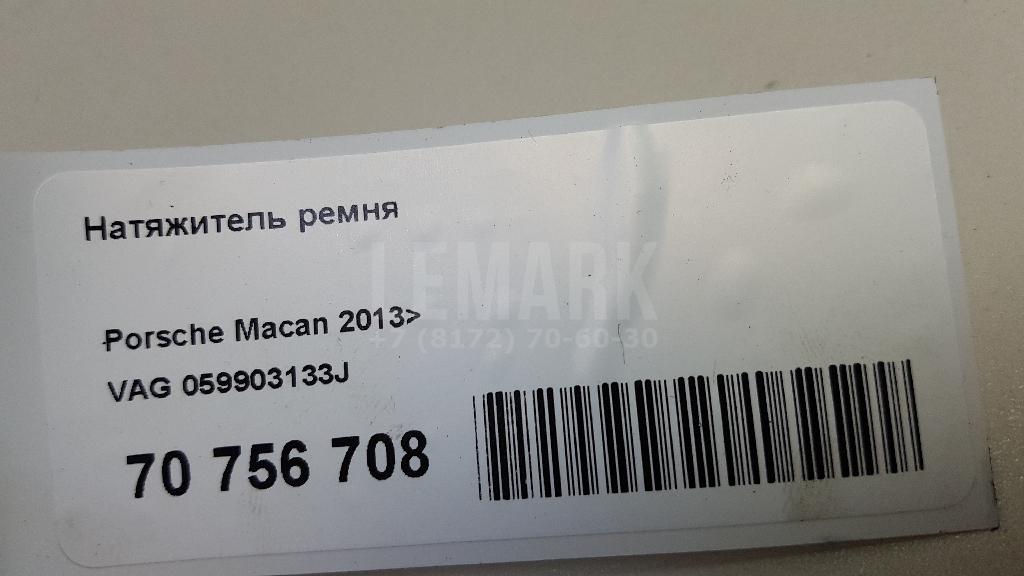 Натяжитель ремня
LEMARK
+7 (8172) 70-60-30
Porsche Macan 2013>
VAG 059903133J
70 756 708